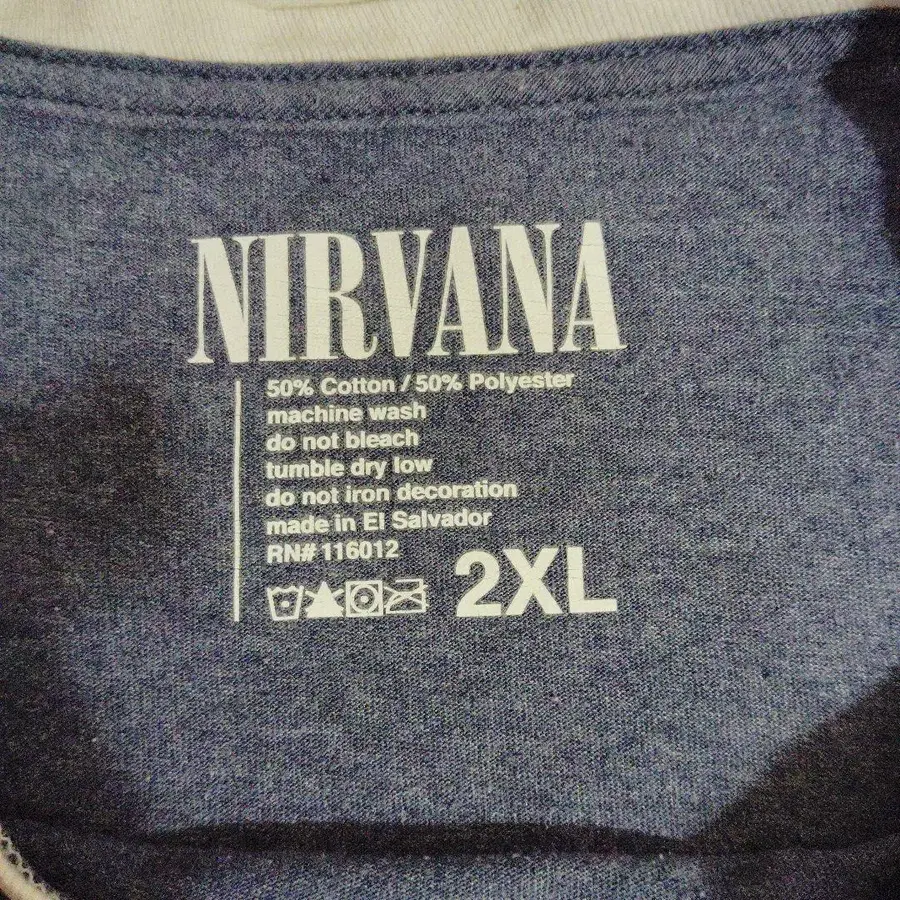 NIRVANA
50% Cotton / 50% Polyester
machine wash
do not bleach
tumble dry low
do not iron decoration
made in El Salvador
RN# 116012
2XL